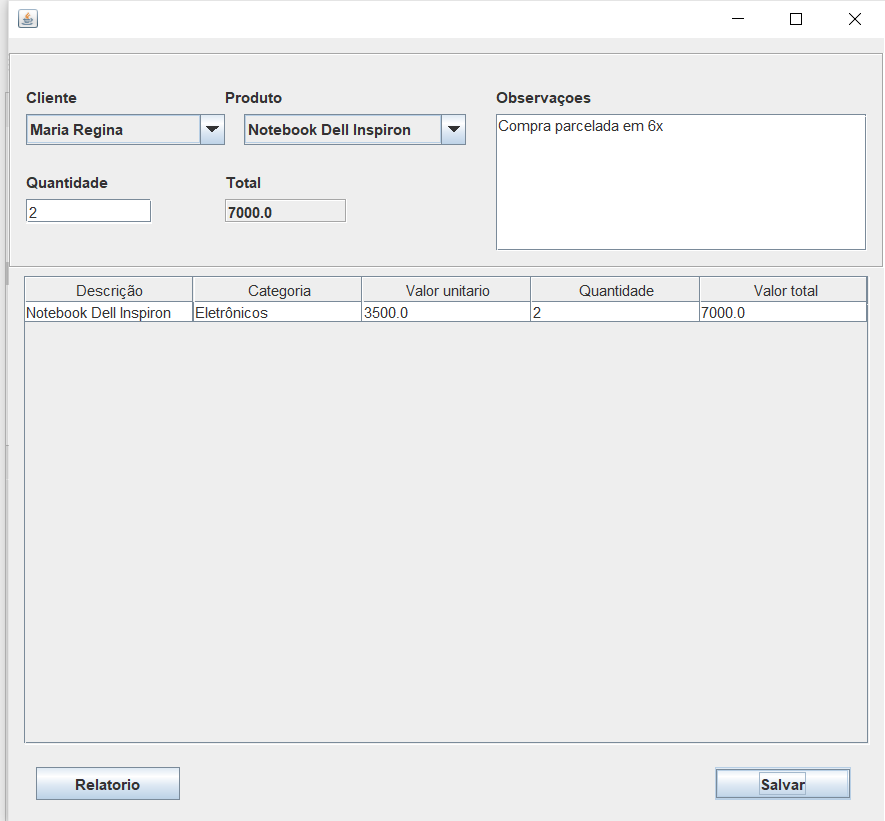 Cliente
Produto
Observaçoes
Maria Regina
Notebook Dell Inspiron
Compra parcelada em 6x
Quantidade
Total
2
7000.0
Descrição Categoria Valor unitario Quantidade Valor total
Notebook Dell Inspiron Eletrônicos 3500.0 2 7000.0
Relatorio
Salvar